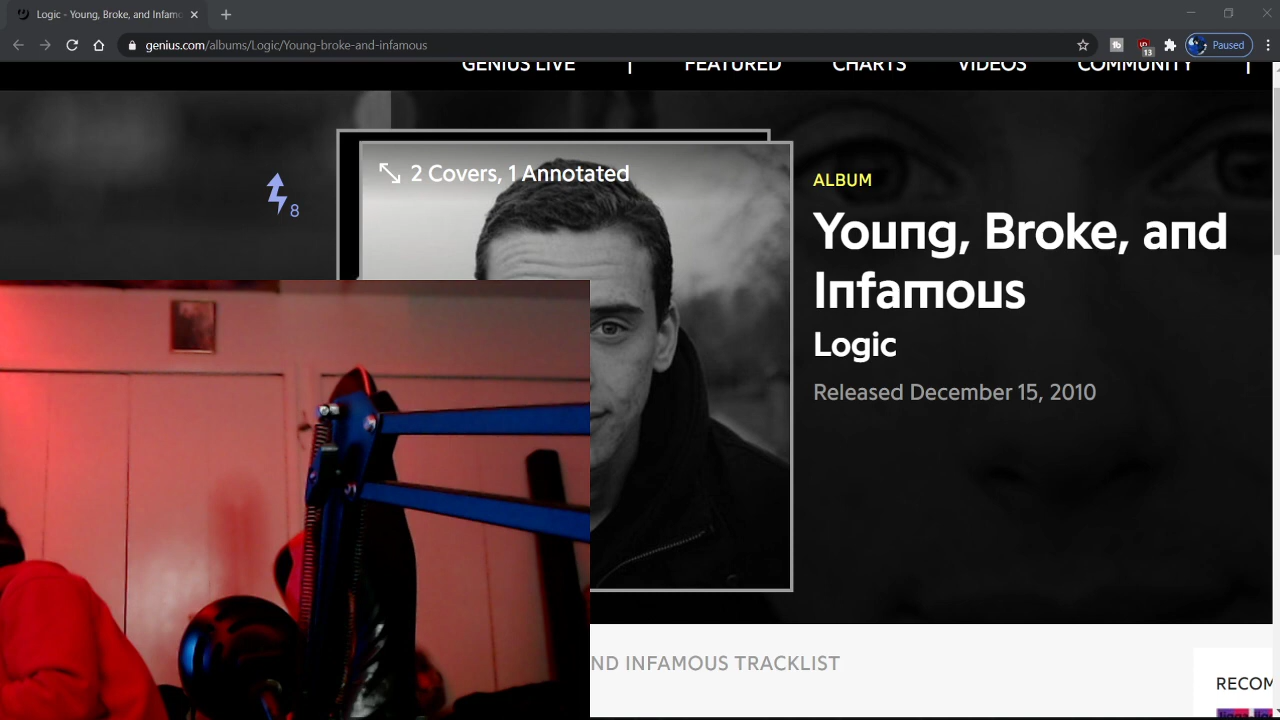 Logic - Young, Broke, and Infamo
genius.com/albums/Logic/Young-broke-and-infamous
13
Paused
GENIUS LIVE | FEATURED CHARTS VIDEOS COMMUNITY |
2 Covers, 1 Annotated
8
ALBUM
Young, Broke, and
Infamous
Logic
Released December 15, 2010
ND INFAMOUS TRACKLIST
RECOM